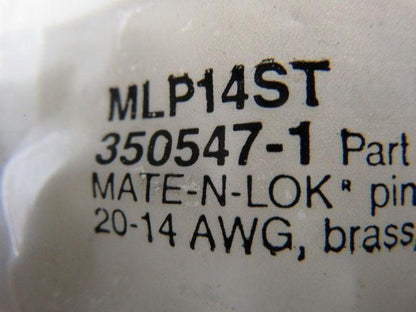 MLP14ST
350547-1 Part
MATE-N-LOK® pin
20-14 AWG, brass,